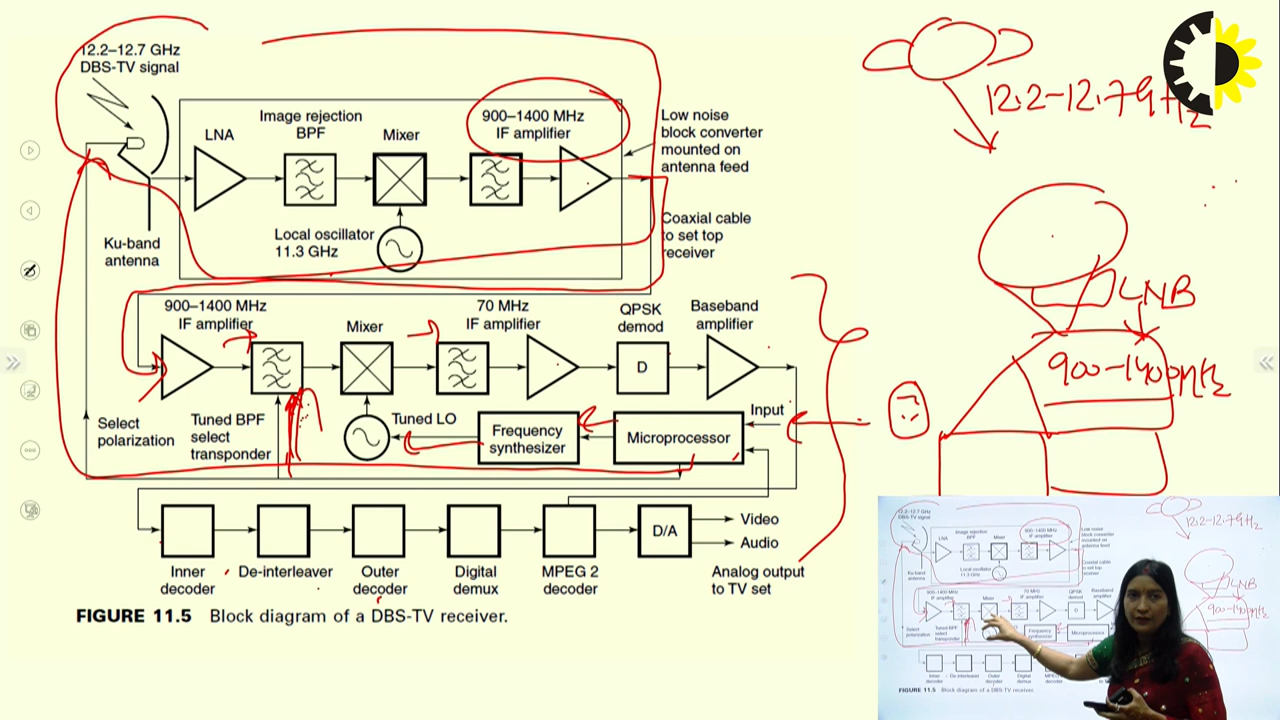 12.2–12.7 GHz
DBS-TV signal
LNA
Image rejection
BPF
Mixer
900–1400 MHz
IF amplifier
Low noise
block converter
mounted on
antenna feed
Local oscillator
11.3 GHz
Ku-band
antenna
Coaxial cable
to set top
receiver
900–1400 MHz
IF amplifier
Mixer
70 MHz
IF amplifier
QPSK
demod
Baseband
amplifier
D
Select
polarization
Tuned BPF
select
transponder
Tuned LO
Frequency
synthesizer
Microprocessor
Input
D/A
Video
Audio
Inner
decoder
De-interleaver
Outer
decoder
Digital
demux
MPEG 2
decoder
Analog output
to TV set
FIGURE 11.5 Block diagram of a DBS-TV receiver.
12.2-12.7GHz
LNB
900-1400MHz